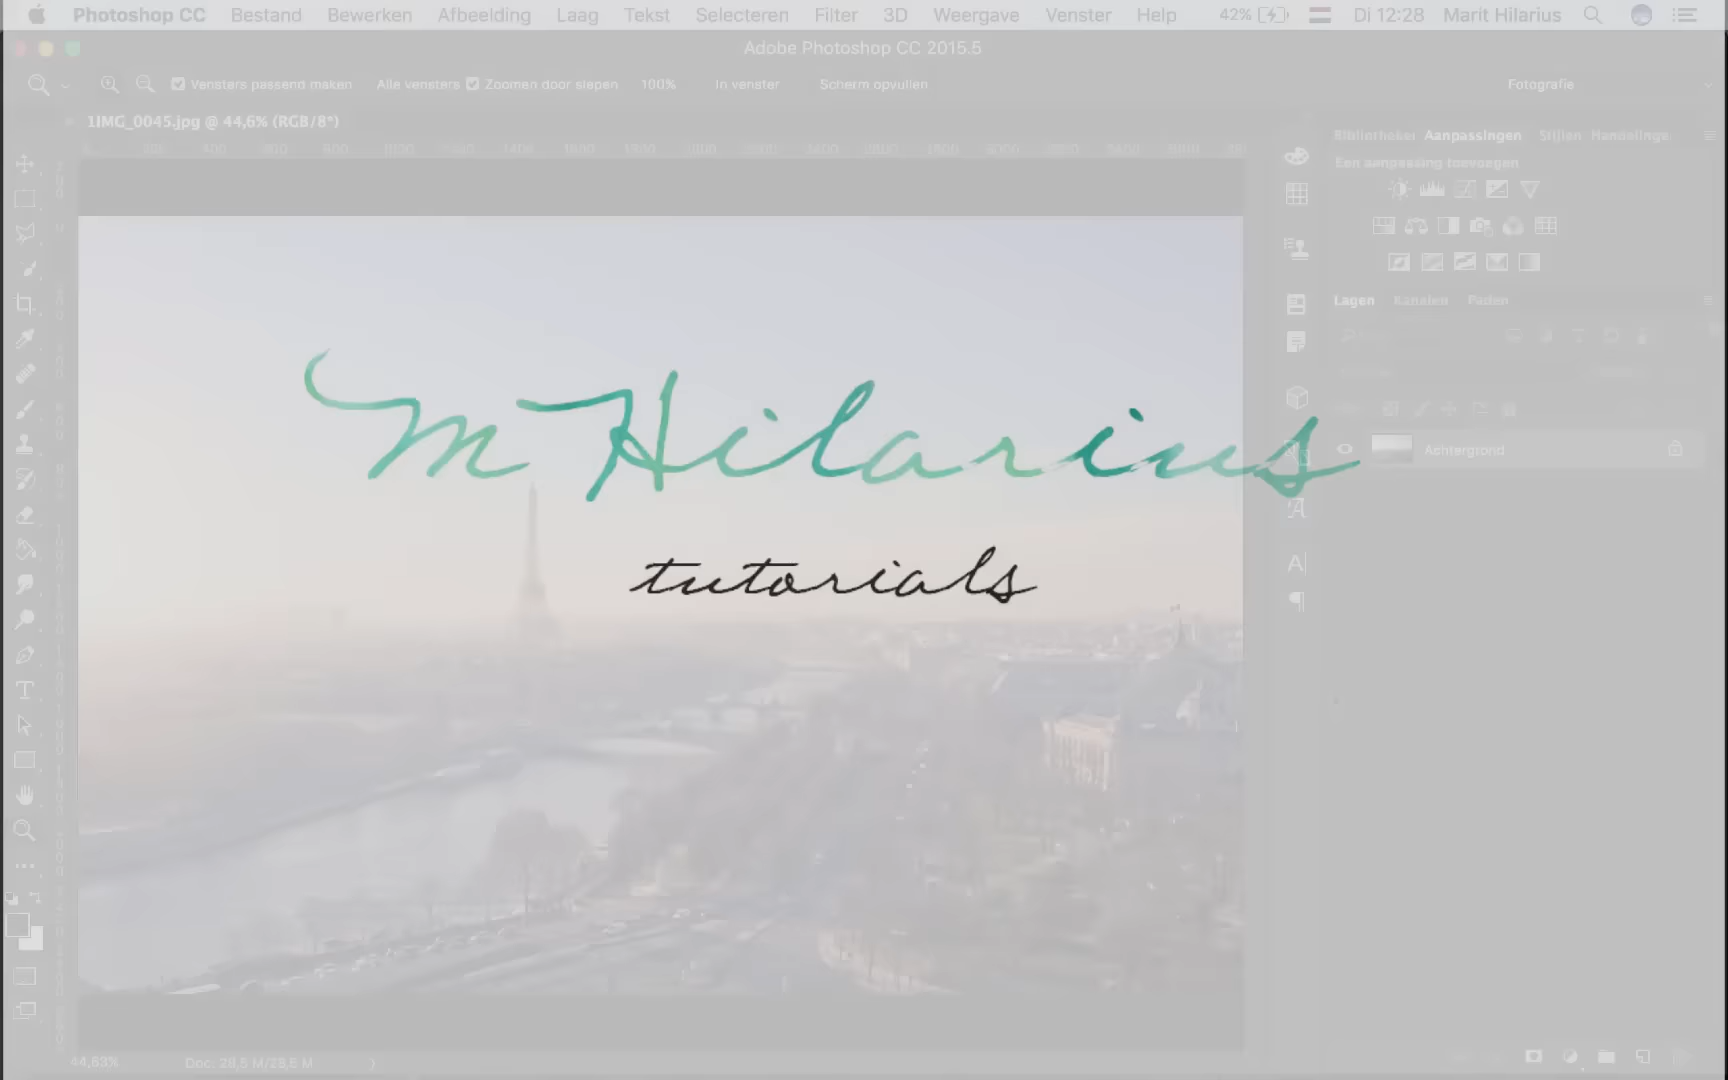 Photoshop CC Bestand Bewerken Afbeelding Laag Tekst Selecteren Filter 3D Weergave Venster Help 42% Di 12:28 Marit Hilarius
Adobe Photoshop CC 2015.5
Vensters passend maken Alle vensters Zoomen door slepen 100% In venster Scherm opvullen Fotografie
1IMG_0045.jpg @ 44,6% (RGB/8*)
Aanpassingen Stijlen Handelinge
Een aanpassing toevoegen
Lagen Kanalen Paden
M Hilarius
Achtergrond
tutorials
44,63% Doc: 28,5 M/28,5 M